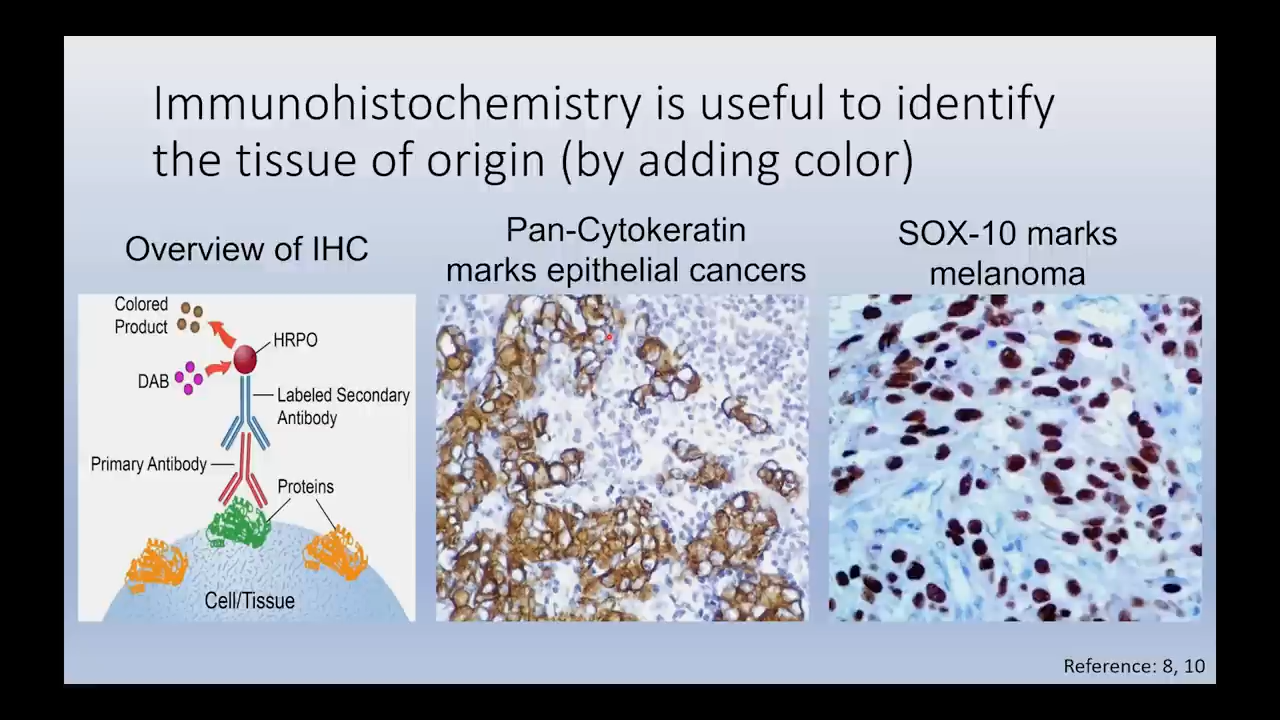 Immunohistochemistry is useful to identify
the tissue of origin (by adding color)
Overview of IHC
Colored
Product
HRPO
DAB
Labeled Secondary
Antibody
Primary Antibody
Proteins
Cell/Tissue
Pan-Cytokeratin
marks epithelial cancers
SOX-10 marks
melanoma
Reference: 8, 10